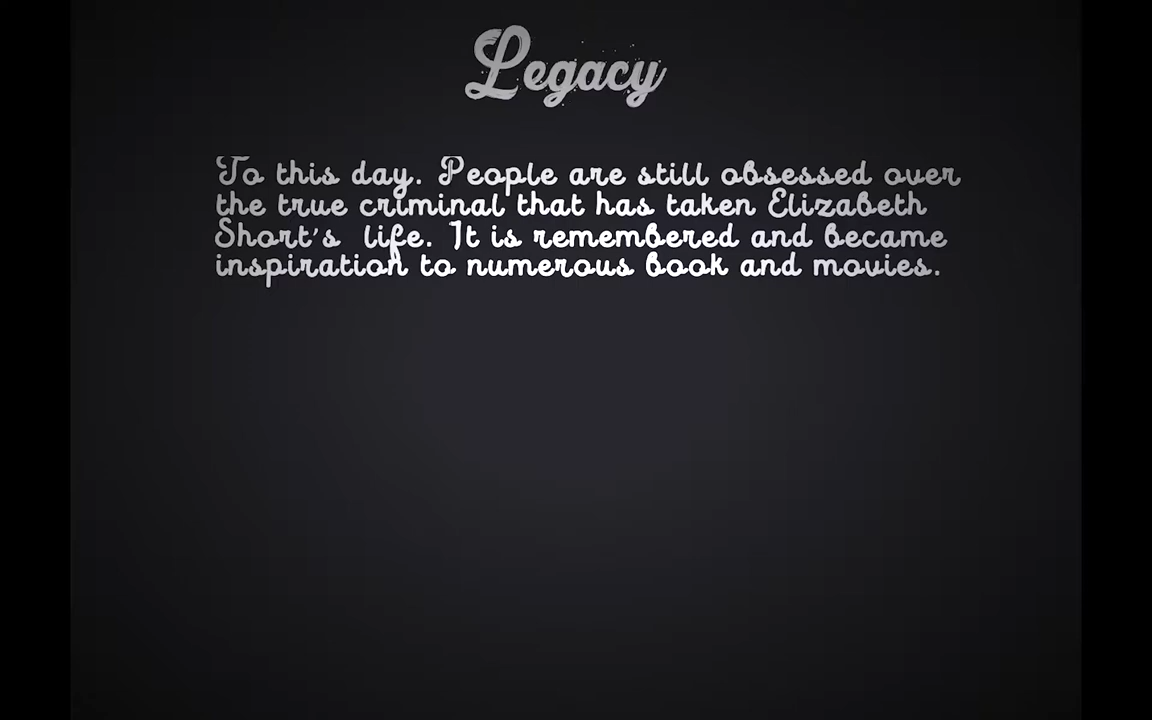 Legacy
To this day. People are still obsessed over
the true criminal that has taken Elizabeth
Short's life. It is remembered and became
inspiration to numerous book and movies.